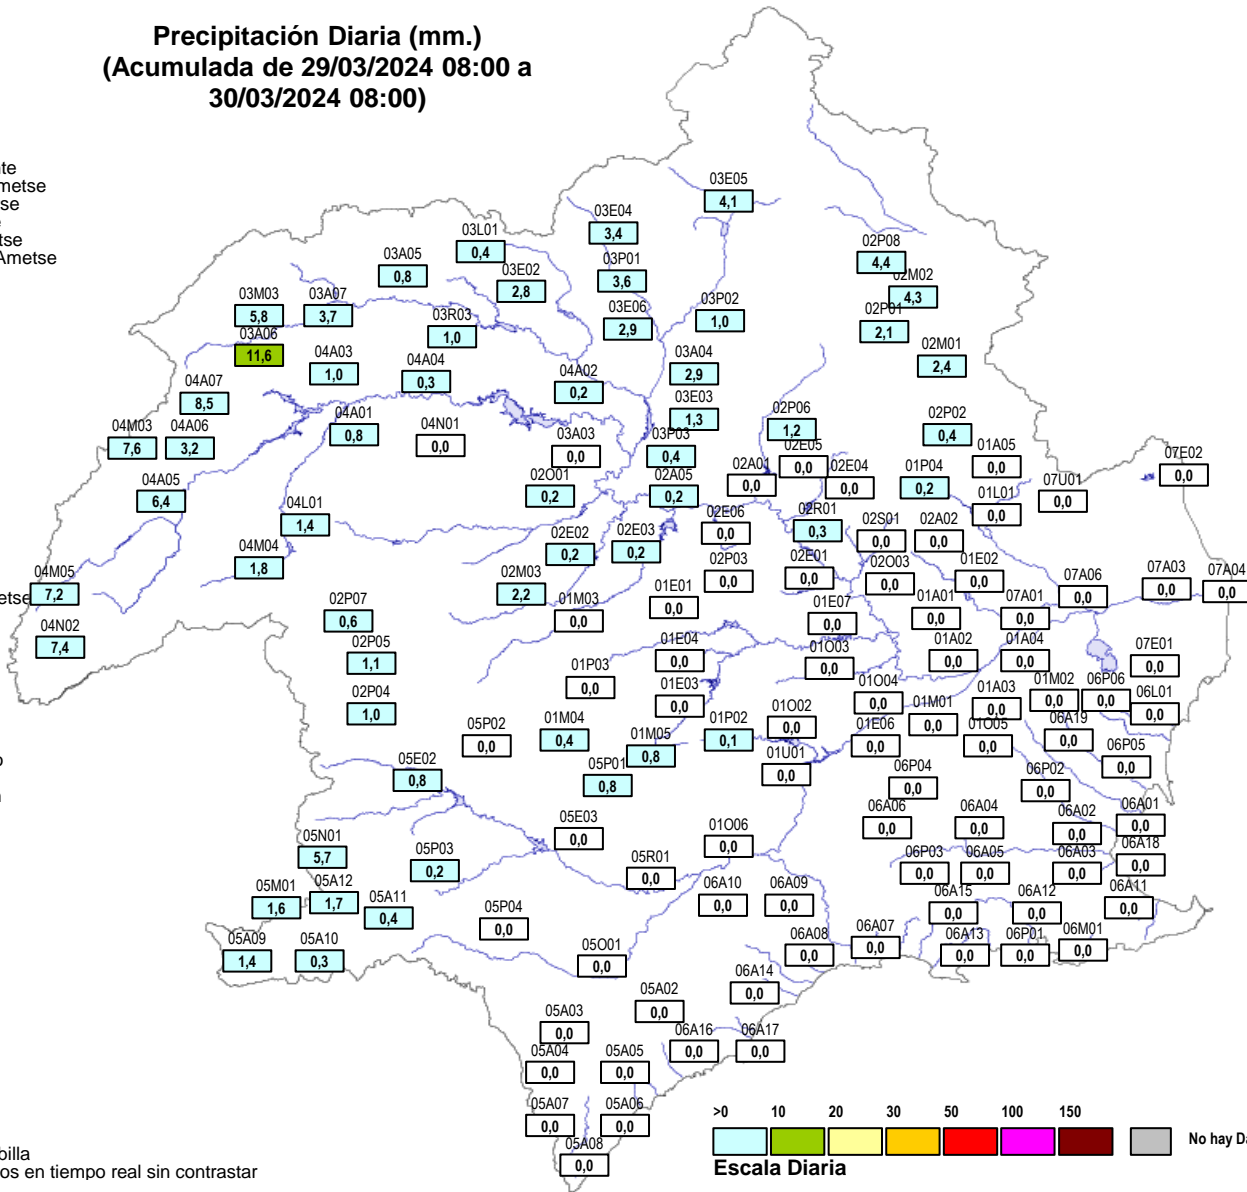 Precipitación Diaria (mm.)
(Acumulada de 29/03/2024 08:00 a
30/03/2024 08:00)
nte
metse
tse
e
tse
Ametse
etse
o
n
billa
os en tiempo real sin contrastar
03E05
4,1
03E04
3,4
03L01
0,4
03A05
0,8
03P01
3,6
03E02
2,8
02P08
4,4
02M02
4,3
03M03
5,8
03A07
3,7
03E06
2,9
03P02
1,0
02P01
2,1
03R03
1,0
03A06
11,6
04A03
1,0
04A04
0,3
03A04
2,9
02M01
2,4
04A02
0,2
04A07
8,5
03E03
1,3
04A01
0,8
04N01
0,0
02P06
1,2
02P02
0,4
04M03
7,6
04A06
3,2
03A03
0,0
03P03
0,4
02E05
0,0
01A05
0,0
07E02
0,0
04A05
6,4
02O01
0,2
02A05
0,2
02A01
0,0
02E04
0,0
01P04
0,2
07U01
0,0
01L01
0,0
04L01
1,4
02E06
0,0
02R01
0,3
02S01
0,0
02A02
0,0
02E02
0,2
02E03
0,2
04M04
1,8
02P03
0,0
02E01
0,0
02O03
0,0
01E02
0,0
04M05
7,2
02M03
2,2
01E01
0,0
07A06
0,0
07A03
0,0
07A04
0,0
02P07
0,6
01M03
0,0
01E07
0,0
01A01
0,0
07A01
0,0
04N02
7,4
02P05
1,1
01E04
0,0
01O03
0,0
01A02
0,0
01A04
0,0
07E01
0,0
01P03
0,0
01E03
0,0
01O04
0,0
01A03
0,0
01M02
0,0
06P06
0,0
06L01
0,0
02P04
1,0
01M01
0,0
05P02
0,0
01M04
0,4
01M05
0,8
01P02
0,1
01O02
0,0
01E06
0,0
01O05
0,0
06A19
0,0
06P05
0,0
05E02
0,8
05P01
0,8
01U01
0,0
06P04
0,0
06P02
0,0
05E03
0,0
06A06
0,0
06A04
0,0
06A02
0,0
06A01
0,0
05N01
5,7
05P03
0,2
01O06
0,0
05R01
0,0
06P03
0,0
06A05
0,0
06A03
0,0
06A18
0,0
05M01
1,6
05A12
1,7
05A11
0,4
06A10
0,0
06A09
0,0
06A15
0,0
06A12
0,0
06A11
0,0
05P04
0,0
05A09
1,4
05A10
0,3
05O01
0,0
06A08
0,0
06A07
0,0
06A13
0,0
06P01
0,0
06M01
0,0
06A14
0,0
05A02
0,0
05A03
0,0
06A16
0,0
06A17
0,0
05A04
0,0
05A05
0,0
05A07
0,0
05A06
0,0
05A08
0,0
>0 10 20 30 50 100 150
No hay Da
Escala Diaria